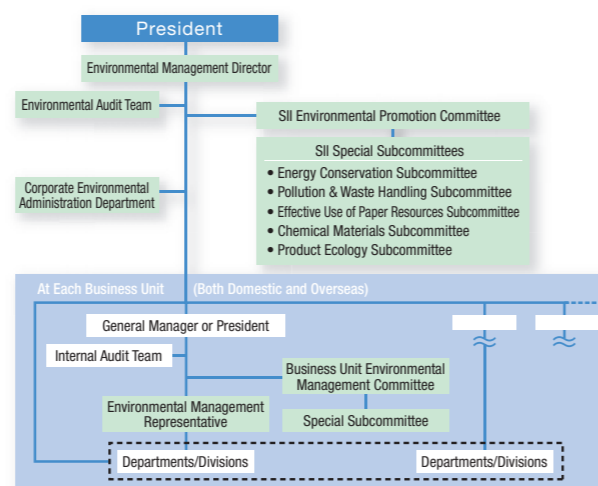 President
Environmental Management Director
Environmental Audit Team
SII Environmental Promotion Committee
SII Special Subcommittees
• Energy Conservation Subcommittee
• Pollution & Waste Handling Subcommittee
• Effective Use of Paper Resources Subcommittee
• Chemical Materials Subcommittee
• Product Ecology Subcommittee
Corporate Environmental
Administration Department
At Each Business Unit (Both Domestic and Overseas)
General Manager or President
Internal Audit Team
Business Unit Environmental
Management Committee
Environmental Management
Representative
Special Subcommittee
Departments/Divisions
Departments/Divisions